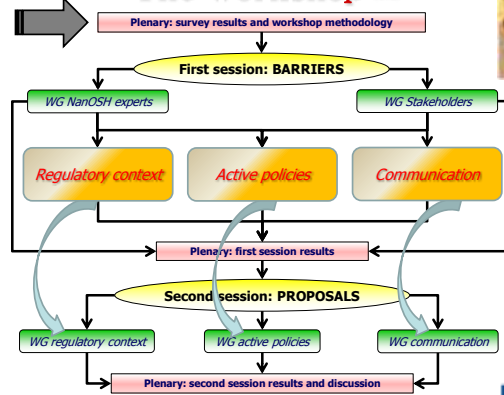 Plenary: survey results and workshop methodology
First session: BARRIERS
WG NanOSH experts
WG Stakeholders
Regulatory context
Active policies
Communication
Plenary: first session results
Second session: PROPOSALS
WG regulatory context
WG active policies
WG communication
Plenary: second session results and discussion